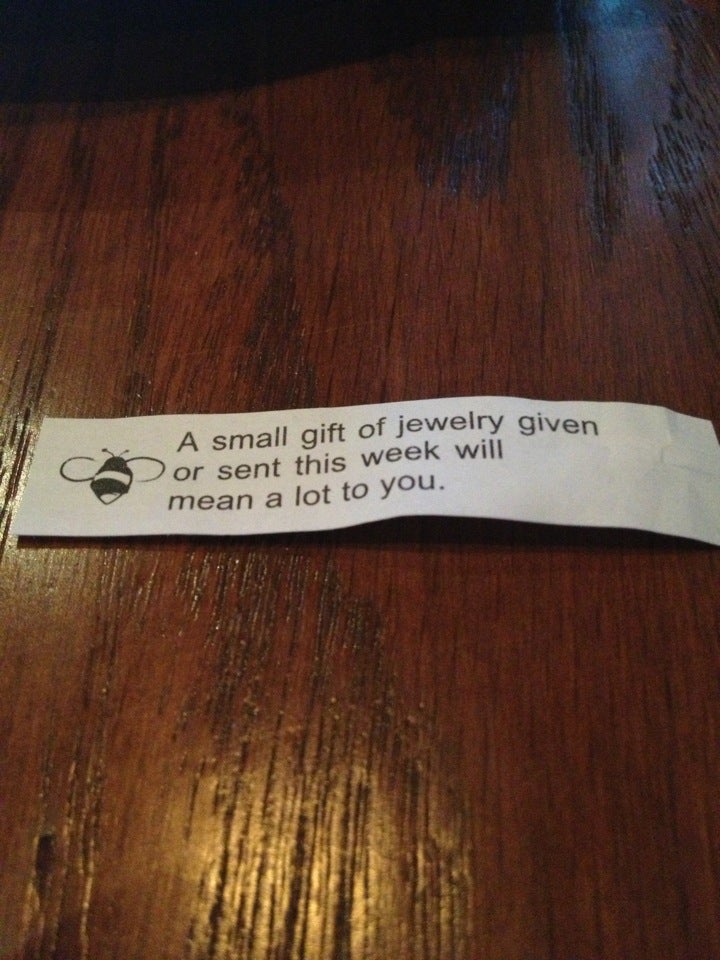 A small gift of jewelry given
or sent this week will
mean a lot to you.